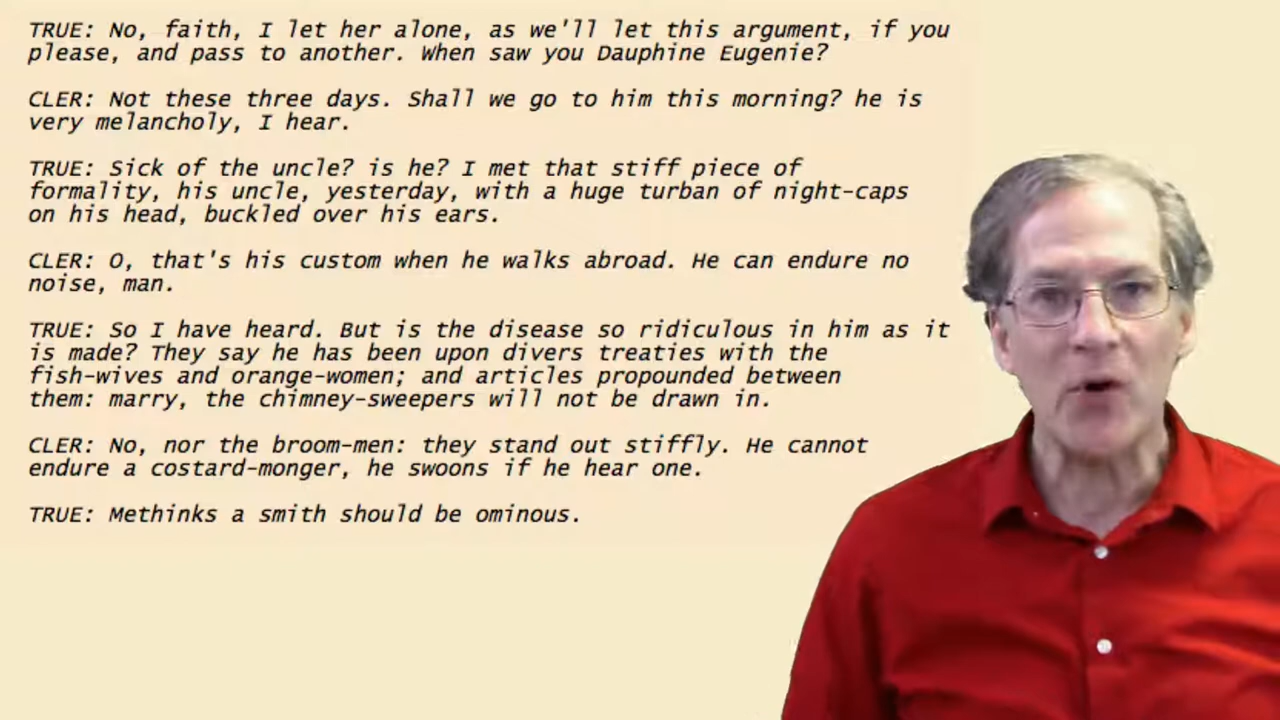 TRUE: No, faith, I let her alone, as we'll let this argument, if you
please, and pass to another. When saw you Dauphine Eugenie?
CLER: Not these three days. Shall we go to him this morning? he is
very melancholy, I hear.
TRUE: Sick of the uncle? is he? I met that stiff piece of
formality, his uncle, yesterday, with a huge turban of night-caps
on his head, buckled over his ears.
CLER: O, that's his custom when he walks abroad. He can endure no
noise, man.
TRUE: So I have heard. But is the disease so ridiculous in him as it
is made? They say he has been upon divers treaties with the
fish-wives and orange-women; and articles propounded between
them: marry, the chimney-sweepers will not be drawn in.
CLER: No, nor the broom-men: they stand out stiffly. He cannot
endure a costard-monger, he swoons if he hear one.
TRUE: Methinks a smith should be ominous.